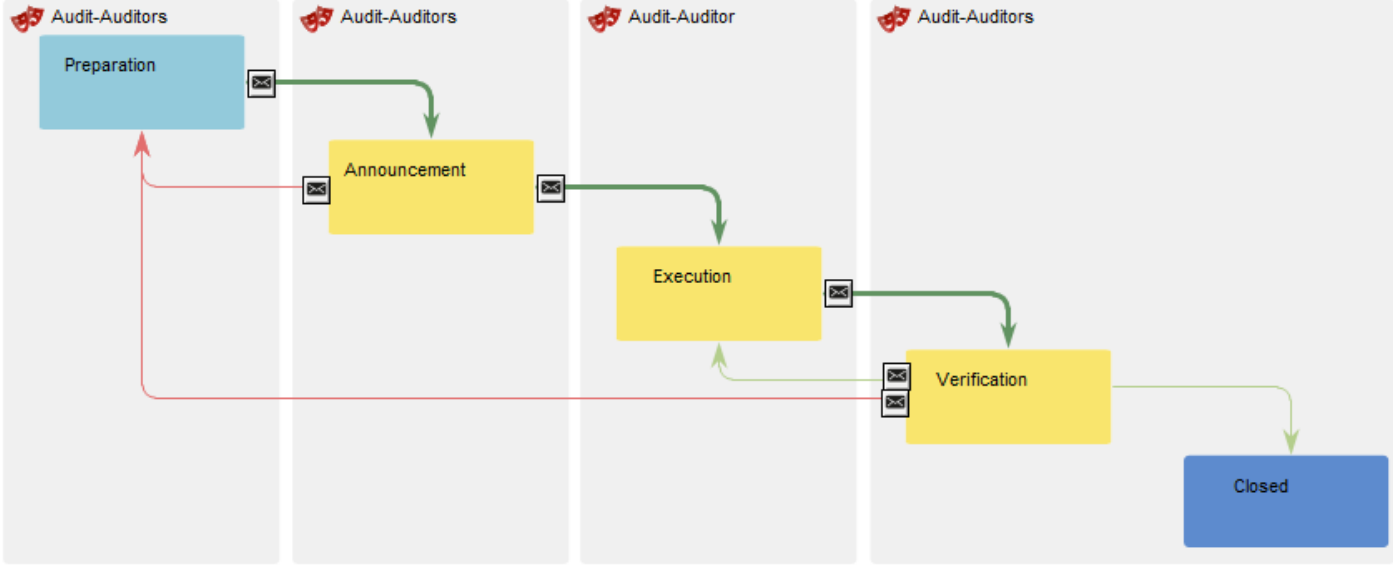 Audit-Auditors
Audit-Auditors
Audit-Auditor
Audit-Auditors
Preparation
Announcement
Execution
Verification
Closed